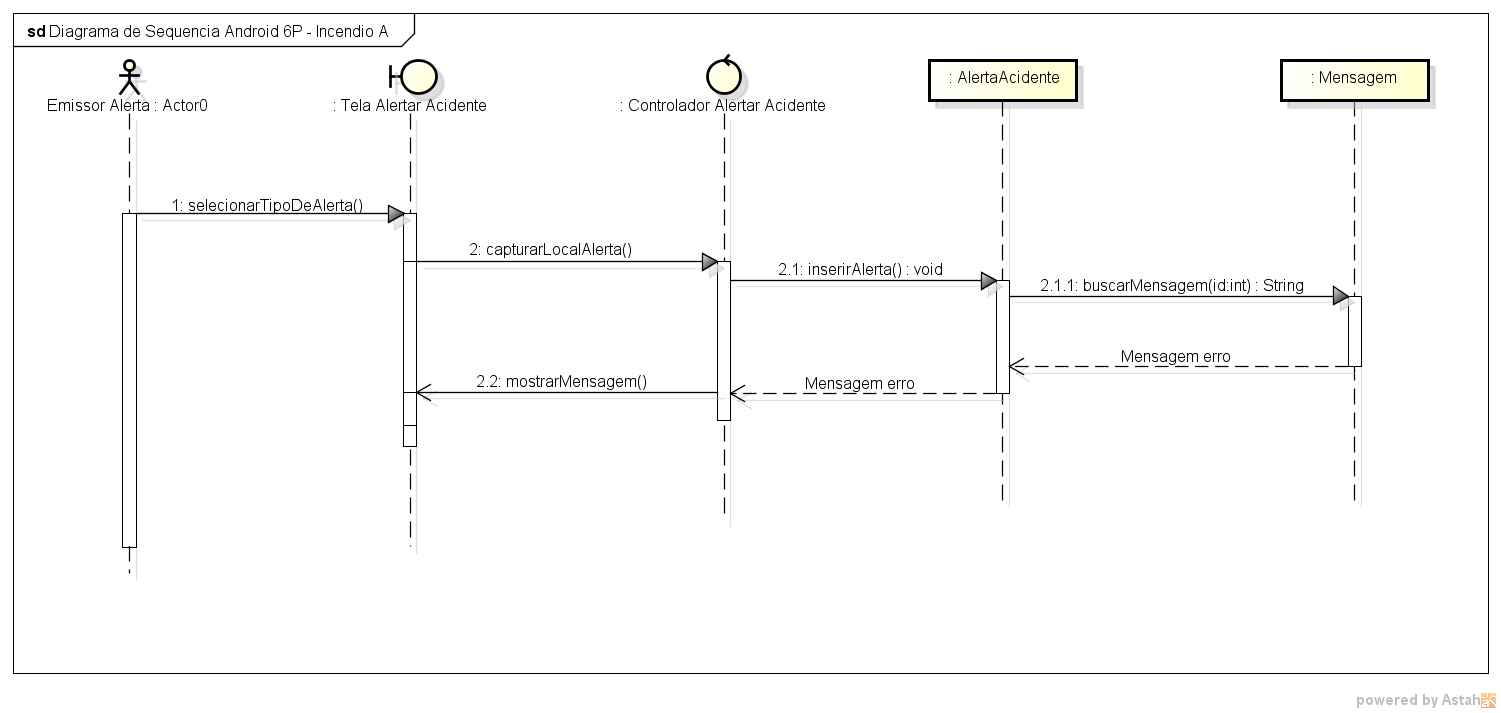 sd Diagrama de Sequencia Android 6P - Incendio A
Emissor Alerta : Actor0
: Tela Alertar Acidente
: Controlador Alertar Acidente
: AlertaAcidente
: Mensagem
1: selecionarTipoDeAlerta()
2: capturarLocalAlerta()
2.1: inserirAlerta() : void
2.1.1: buscarMensagem(id:int) : String
Mensagem erro
2.2: mostrarMensagem()
Mensagem erro
powered by Astah